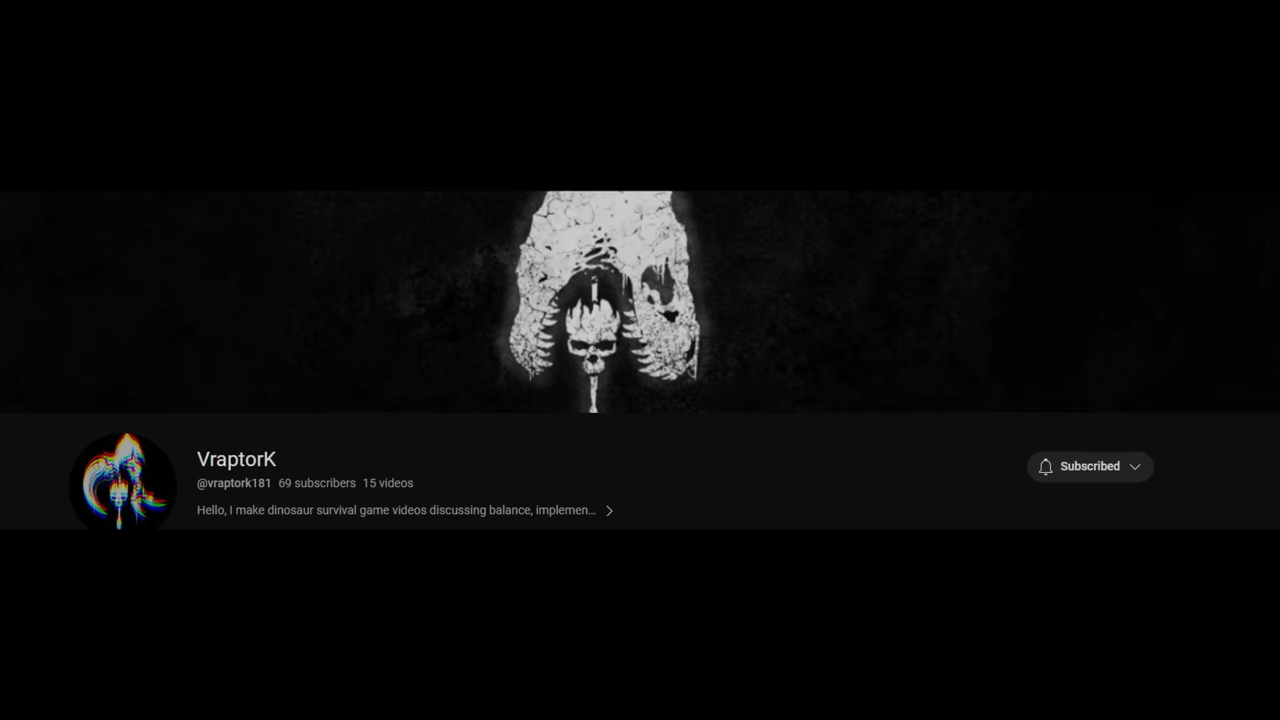 VraptorK
@vraptork181 69 subscribers 15 videos
Subscribed
Hello, I make dinosaur survival game videos discussing balance, implemen...